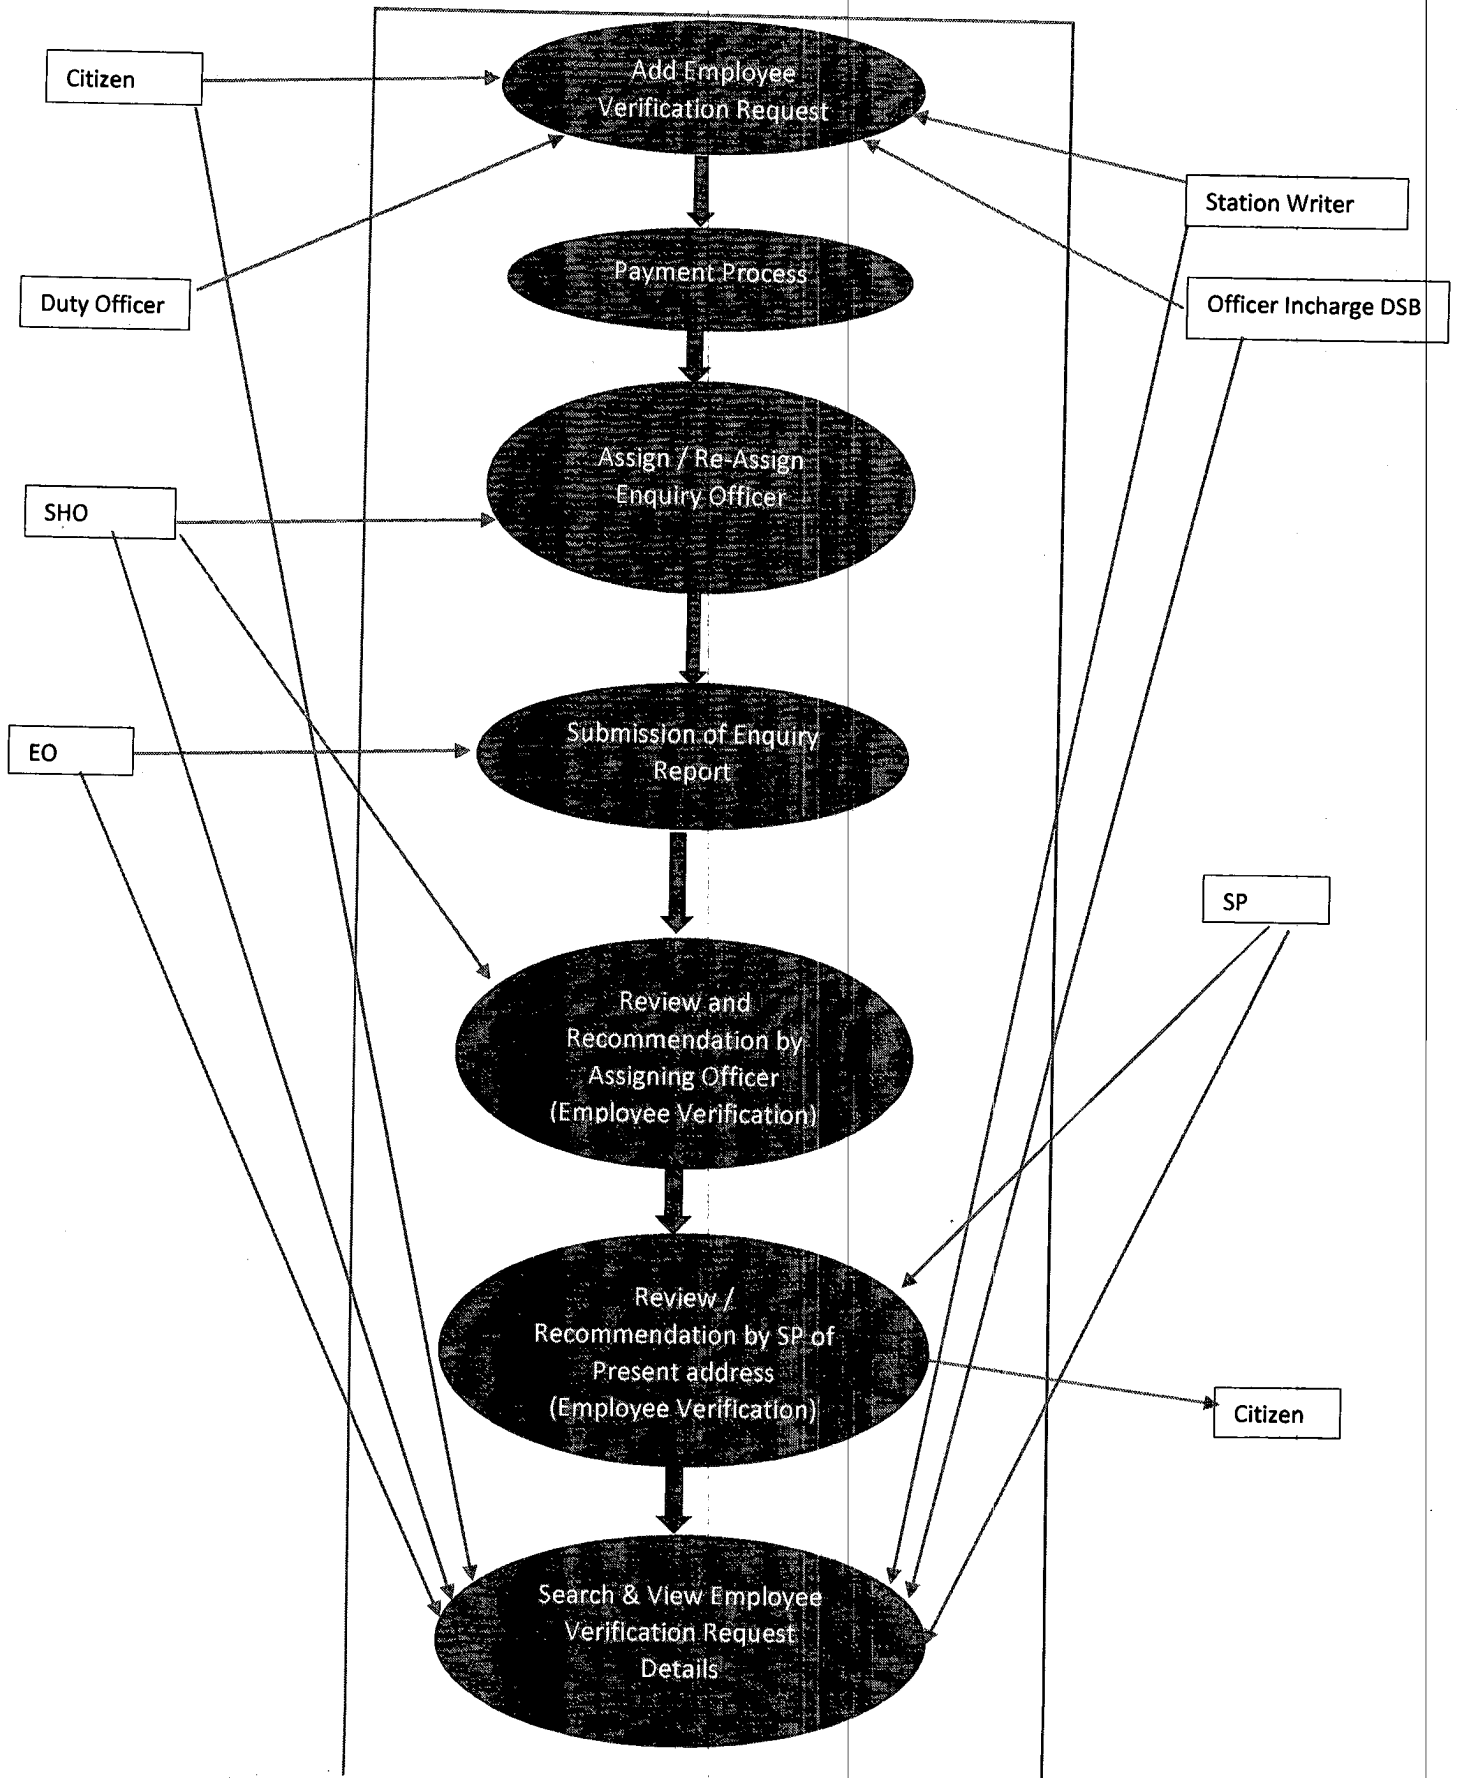 Citizen
Add Employee
Verification Request
Station Writer
Payment Process
Duty Officer
Officer Incharge DSB
Assign / Re-Assign
Enquiry Officer
SHO
Submission of Enquiry
Report
EO
SP
Review and
Recommendation by
Assigning Officer
(Employee Verification)
Review /
Recommendation by SP of
Present address
(Employee Verification)
Citizen
Search & View Employee
Verification Request
Details